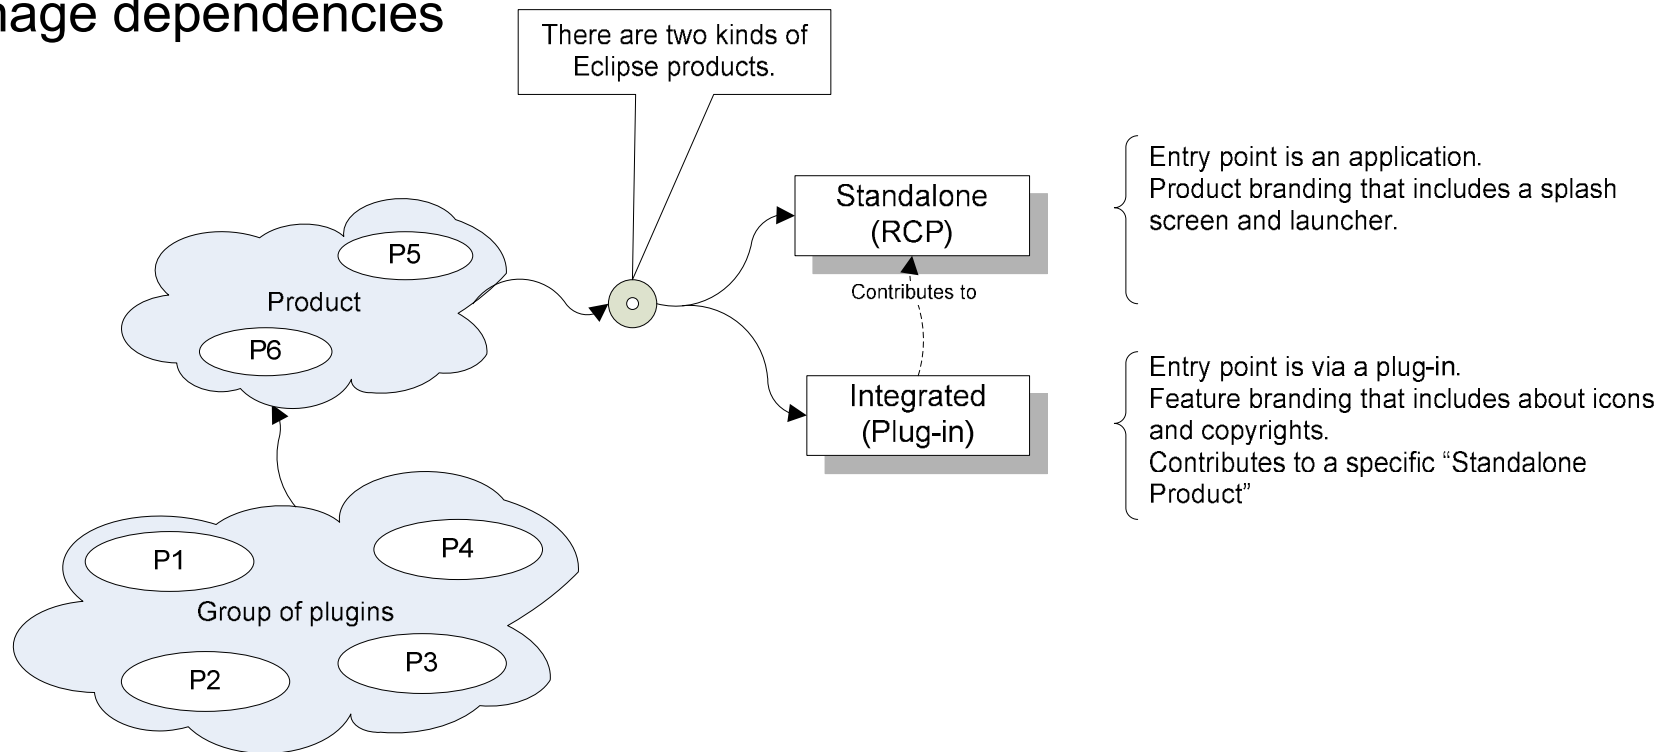 dependencies
There are two kinds of
Eclipse products.
Standalone
(RCP)
Entry point is an application.
Product branding that includes a splash
screen and launcher.
P5
Product
P6
Contributes to
Integrated
(Plug-in)
Entry point is via a plug-in.
Feature branding that includes about icons
and copyrights.
Contributes to a specific “Standalone
Product”
P1
P4
Group of plugins
P2
P3